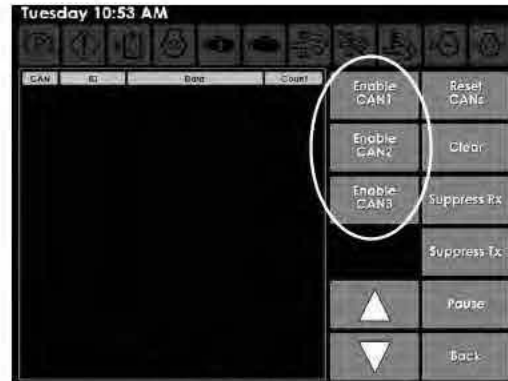 Tuesday 10:53 AM
CAN ID Data Count
Enable
CAN1
Reset
CANs
Enable
CAN2
Clear
Enable
CAN3
Suppress Rx
Suppress Tx
Pause
Back